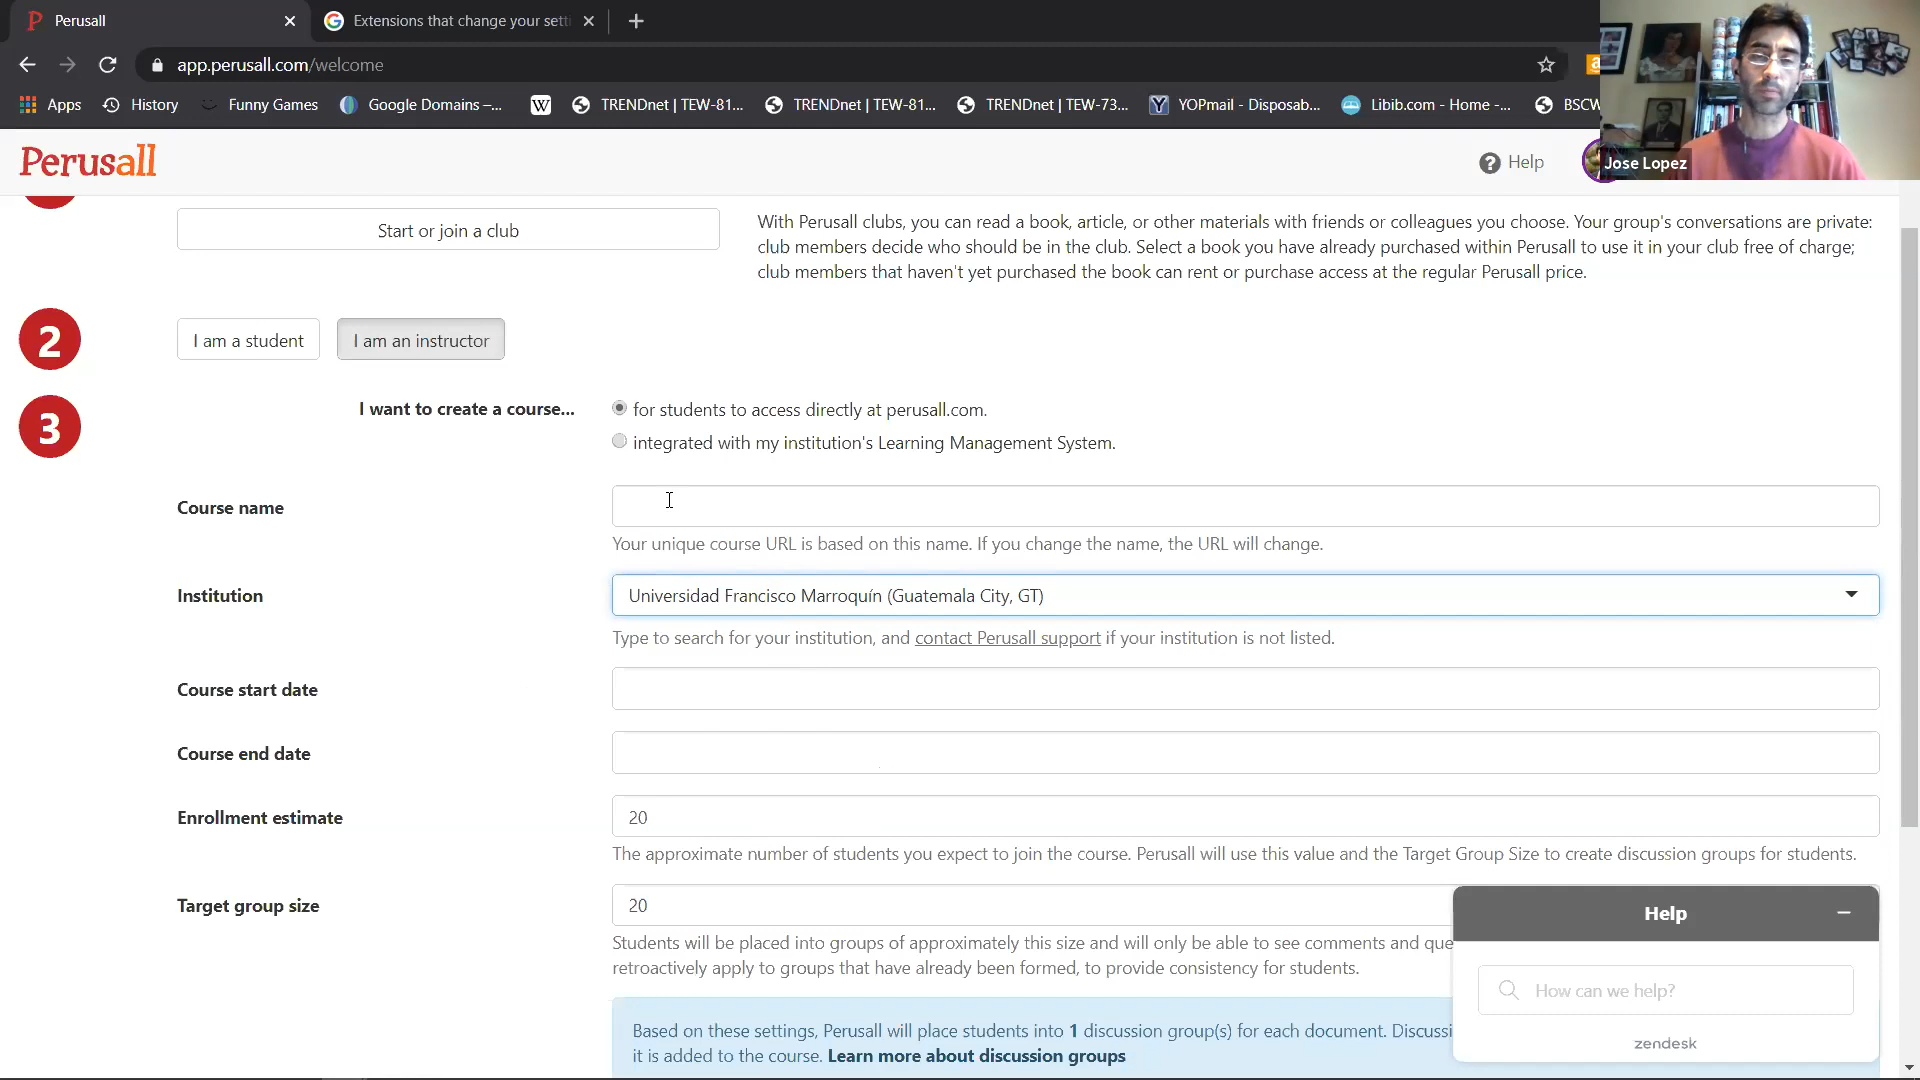 Perusall
Extensions that change your sett
app.perusall.com/welcome
Apps
History
Funny Games
Google Domains –...
W
TRENDnet | TEW-81...
TRENDnet | TEW-81...
TRENDnet | TEW-73...
YOPmail - Disposab...
Libib.com - Home -...
BSCW
Perusall
Help
Jose Lopez
Start or join a club
With Perusall clubs, you can read a book, article, or other materials with friends or colleagues you choose. Your group's conversations are private:
club members decide who should be in the club. Select a book you have already purchased within Perusall to use it in your club free of charge;
club members that haven't yet purchased the book can rent or purchase access at the regular Perusall price.
2
I am a student
I am an instructor
3
I want to create a course...
for students to access directly at perusall.com.
integrated with my institution's Learning Management System.
Course name
Your unique course URL is based on this name. If you change the name, the URL will change.
Institution
Universidad Francisco Marroquín (Guatemala City, GT)
Type to search for your institution, and contact Perusall support if your institution is not listed.
Course start date
Course end date
Enrollment estimate
20
The approximate number of students you expect to join the course. Perusall will use this value and the Target Group Size to create discussion groups for students.
Target group size
20
Students will be placed into groups of approximately this size and will only be able to see comments and que
retroactively apply to groups that have already been formed, to provide consistency for students.
Based on these settings, Perusall will place students into 1 discussion group(s) for each document. Discussi
it is added to the course. Learn more about discussion groups
Help
How can we help?
zendesk